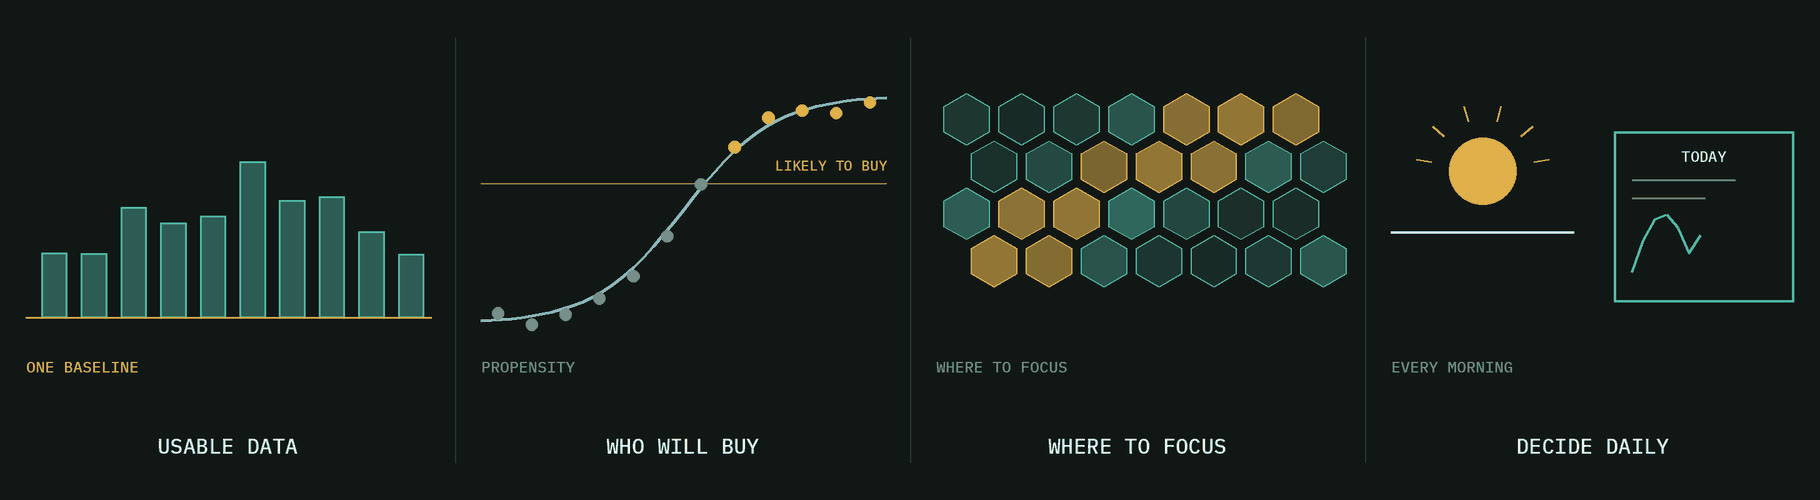 ONE BASELINE
USABLE DATA
LIKELY TO BUY
PROPENSITY
WHO WILL BUY
WHERE TO FOCUS
WHERE TO FOCUS
TODAY
EVERY MORNING
DECIDE DAILY